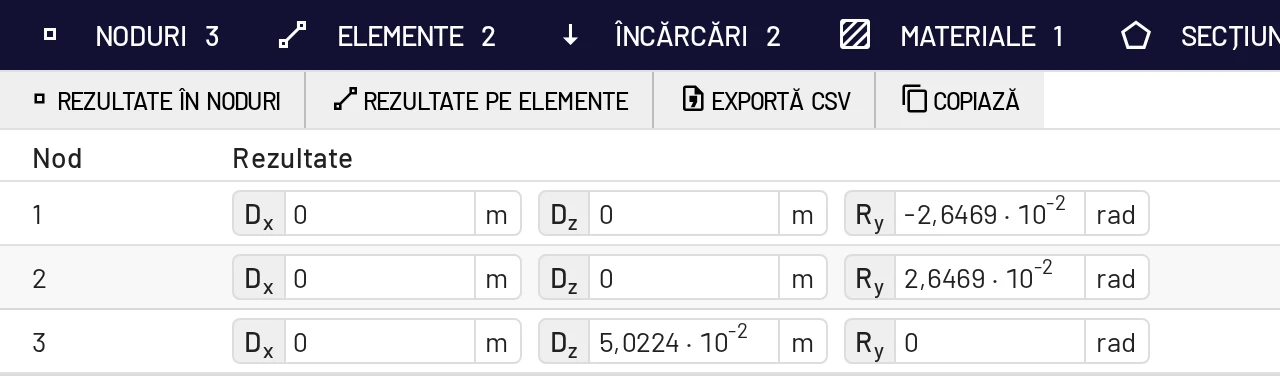 NODURI 3 ELEMENTE 2 ÎNCĂRCĂRI 2 MATERIALE 1 SECȚIUN
REZULTATE ÎN NODURI REZULTATE PE ELEMENTE EXPORTĂ CSV COPIAZĂ
Nod Rezultate
1 Dx 0 m Dz 0 m Ry -2,6469 · 10⁻² rad
2 Dx 0 m Dz 0 m Ry 2,6469 · 10⁻² rad
3 Dx 0 m Dz 5,0224 · 10⁻² m Ry 0 rad